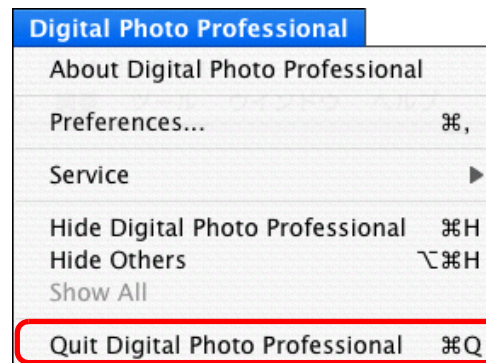 Digital Photo Professional
About Digital Photo Professional
Preferences... ⌘,
Service ▶
Hide Digital Photo Professional ⌘H
Hide Others ⌥⌘H
Show All
Quit Digital Photo Professional ⌘Q